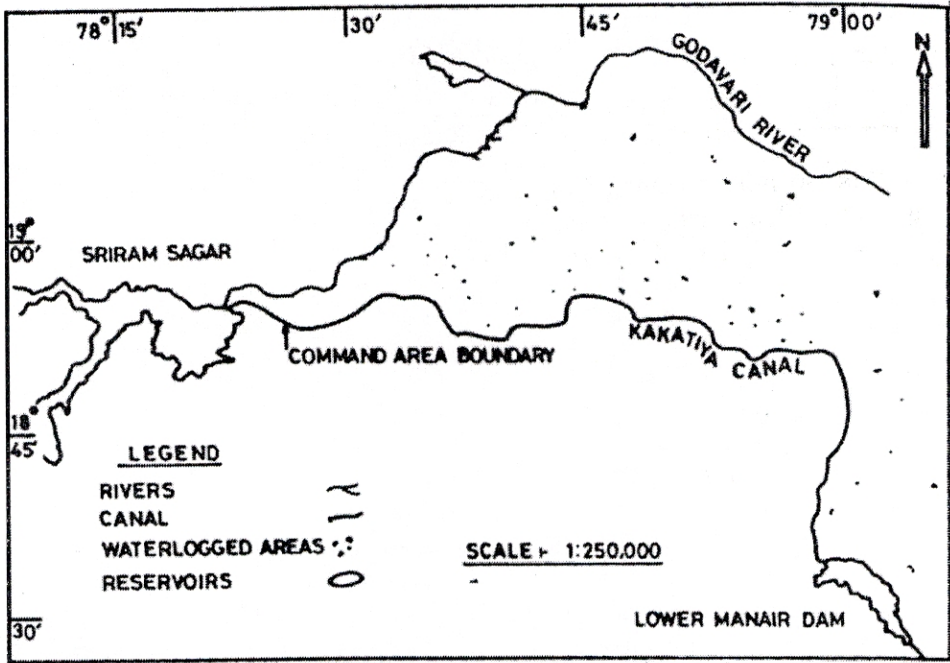 78° 15' 30' 45' 79° 00'
N
GODAVARI RIVER
19°
00'
SRIRAM SAGAR
KAKATIYA CANAL
COMMAND AREA BOUNDARY
18°
45'
LEGEND
RIVERS
CANAL
WATERLOGGED AREAS
RESERVOIRS
SCALE :- 1:250.000
30'
LOWER MANAIR DAM